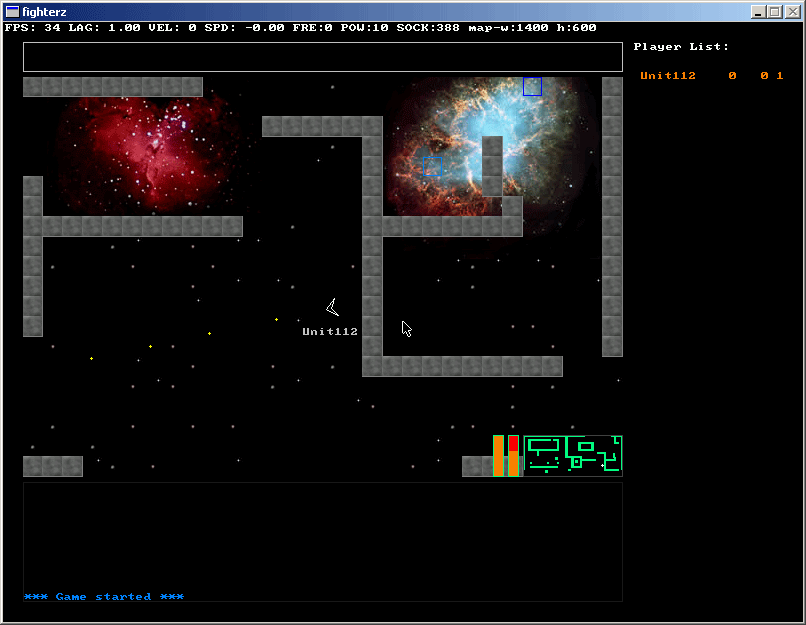 fighterz
FPS: 34 LAG: 1.00 VEL: 0 SPD: -0.00 FRE:0 POW:10 SOCK:388 map-w:1400 h:600
Player List:
Unit112 0 0 1
Unit112
*** Game started ***